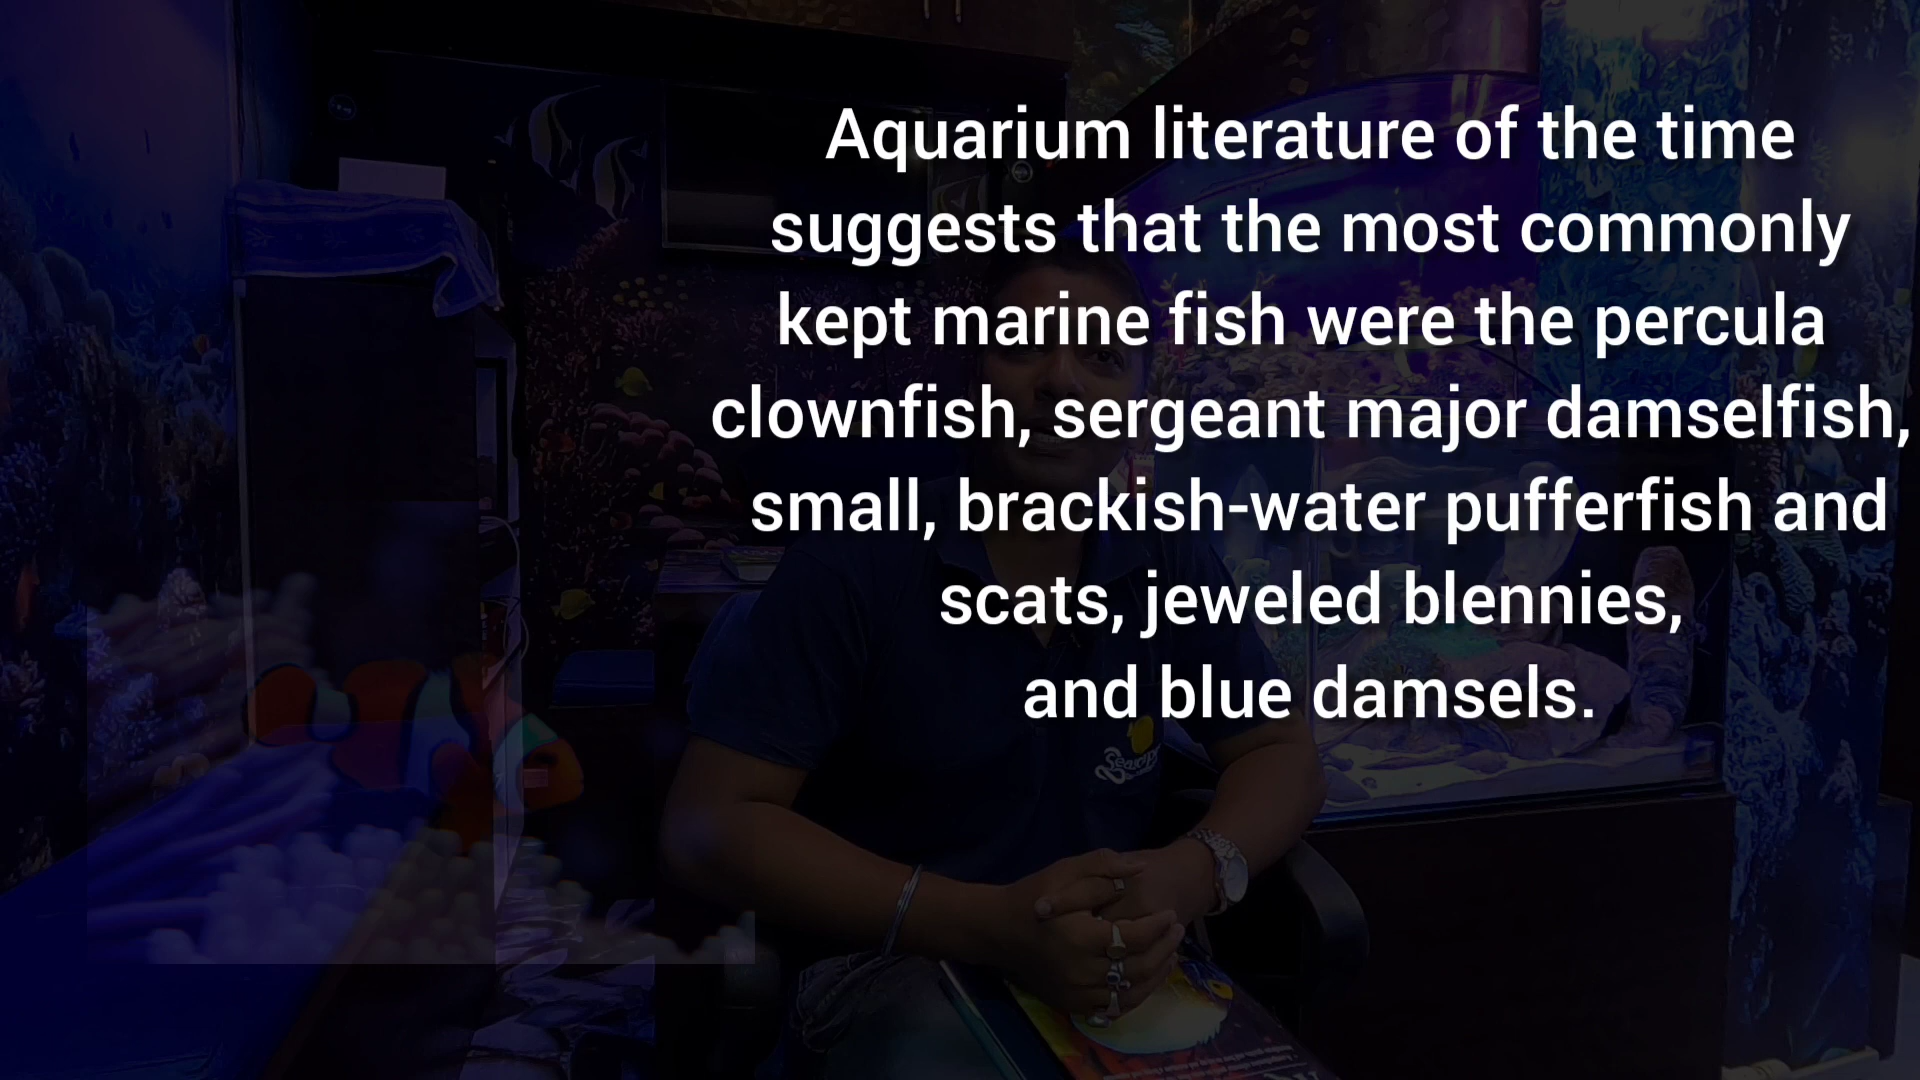 Aquarium literature of the time
suggests that the most commonly
kept marine fish were the percula
clownfish, sergeant major damselfish,
small, brackish-water pufferfish and
scats, jeweled blennies,
and blue damsels.